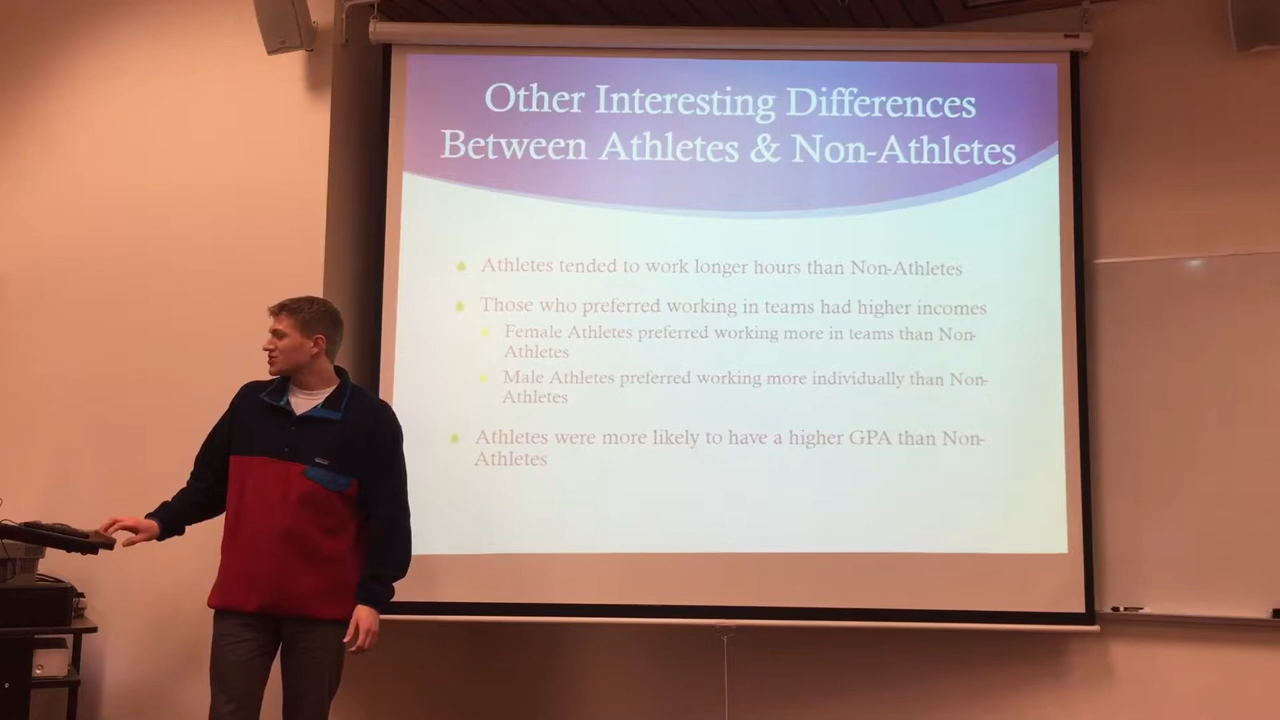 Other Interesting Differences
Between Athletes & Non-Athletes
Athletes tended to work longer hours than Non-Athletes
Those who preferred working in teams had higher incomes
Female Athletes preferred working more in teams than Non-
Athletes
Male Athletes preferred working more individually than Non-
Athletes
Athletes were more likely to have a higher GPA than Non-
Athletes